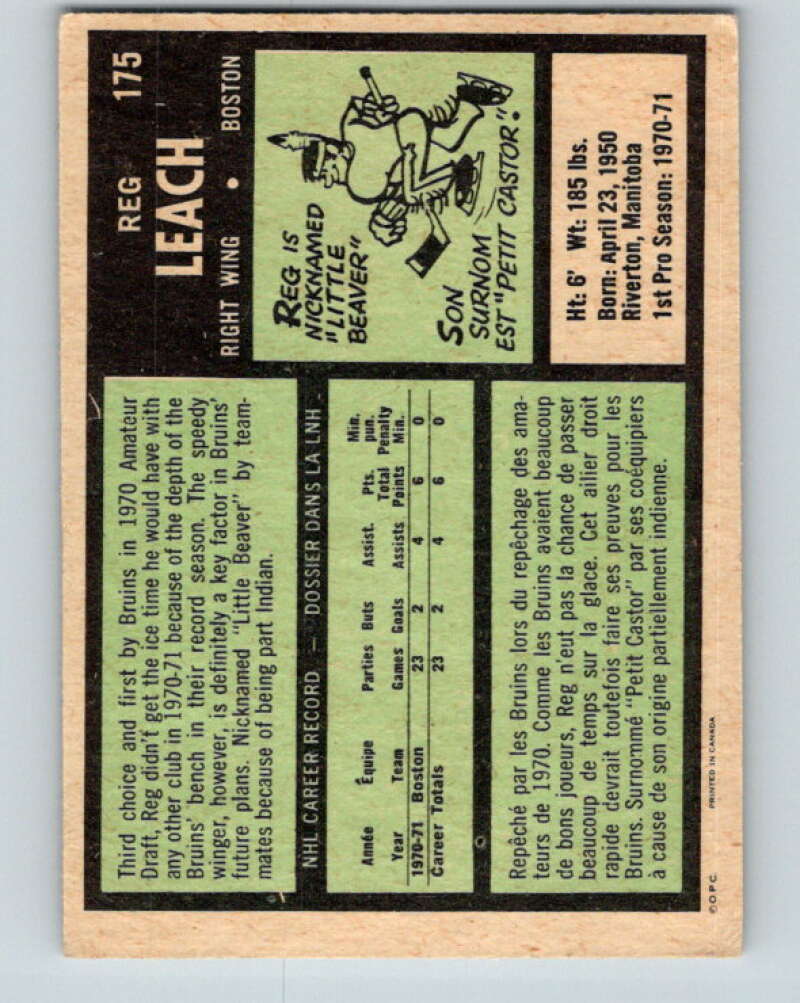 REG 175
LEACH
RIGHT WING • BOSTON
Third choice and first by Bruins in 1970 Amateur
Draft, Reg didn't get the ice time he would have with
any other club in 1970-71 because of the depth of the
Bruins' bench in their record season. The speedy
winger, however, is definitely a key factor in Bruins'
future plans. Nicknamed "Little Beaver" by team-
mates because of being part Indian.
REG IS
NICKNAMED
"LITTLE
BEAVER"
SON
SURNOM
EST "PETIT CASTOR".
NHL CAREER RECORD — DOSSIER DANS LA LNH
Année Équipe Parties Buts Assist. Pts. Total Min. pun. Penalty
Year Team Games Goals Assists Points Min.
1970-71 Boston 23 2 4 6 0
Career Totals 23 2 4 6 0
Ht: 6' Wt: 185 lbs.
Born: April 23, 1950
Riverton, Manitoba
1st Pro Season: 1970-71
Repêché par les Bruins lors du repêchage des ama-
teurs de 1970. Comme les Bruins avaient beaucoup
de bons joueurs, Reg n'eut pas la chance de passer
beaucoup de temps sur la glace. Cet ailier droit
rapide devrait toutefois faire ses preuves pour les
Bruins. Surnommé "Petit Castor" par ses coéquipiers
à cause de son origine partiellement indienne.
© O.P.C. PRINTED IN CANADA